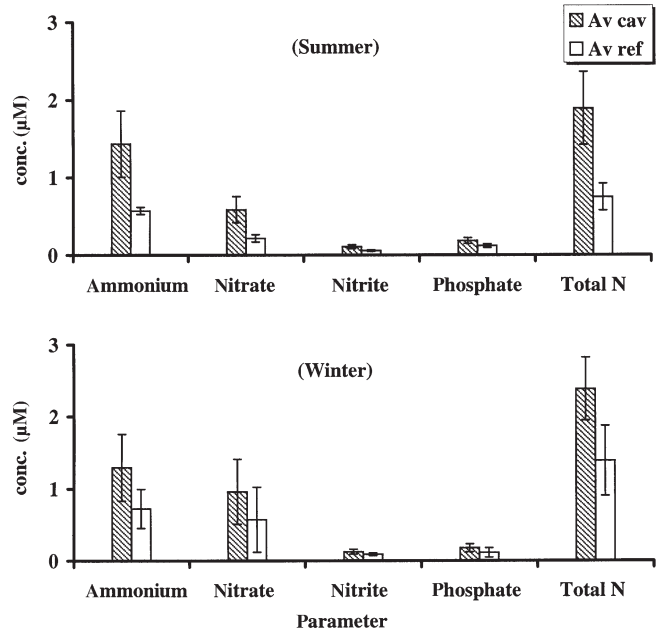 3
Av cav
(Summer)
Av ref
2
conc. (μM)
1
0
Ammonium Nitrate Nitrite Phosphate Total N
3
(Winter)
2
conc. (μM)
1
0
Ammonium Nitrate Nitrite Phosphate Total N
Parameter